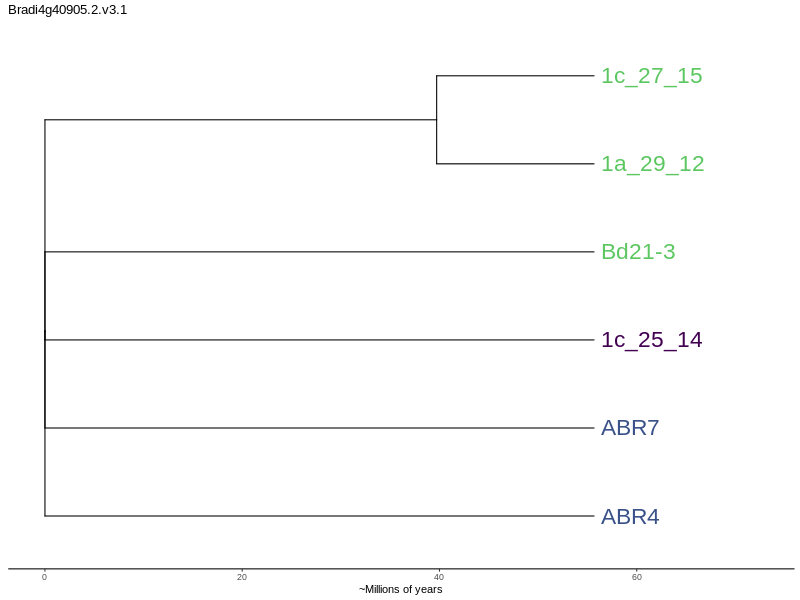 Bradi4g40905.2.v3.1
1c_27_15
1a_29_12
Bd21-3
1c_25_14
ABR7
ABR4
0 20 40 60
~Millions of years